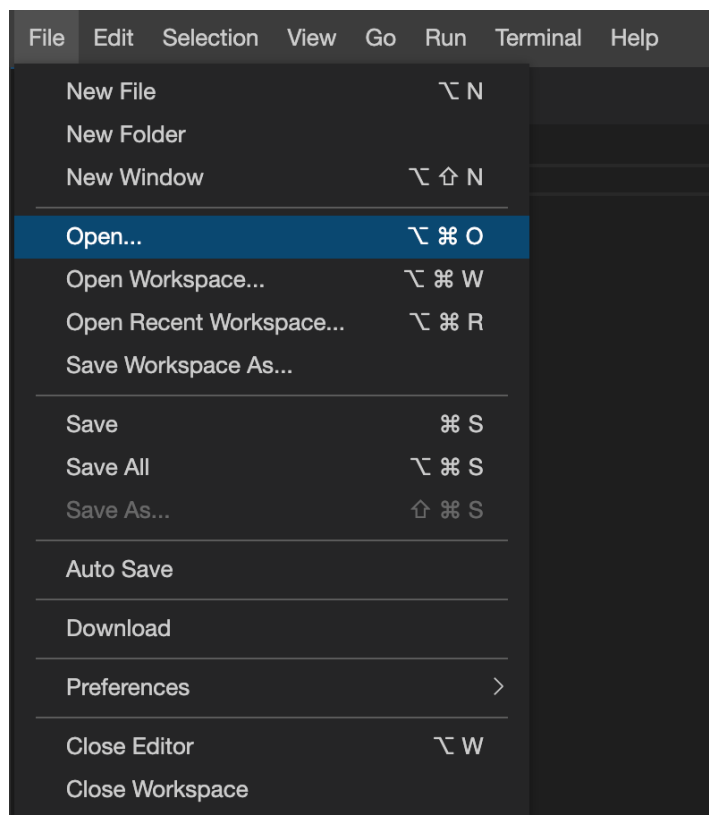 File Edit Selection View Go Run Terminal Help
New File ⌥ N
New Folder
New Window ⌥ ⇧ N
Open... ⌥ ⌘ O
Open Workspace... ⌥ ⌘ W
Open Recent Workspace... ⌥ ⌘ R
Save Workspace As...
Save ⌘ S
Save All ⌥ ⌘ S
Save As... ⇧ ⌘ S
Auto Save
Download
Preferences
Close Editor ⌥ W
Close Workspace